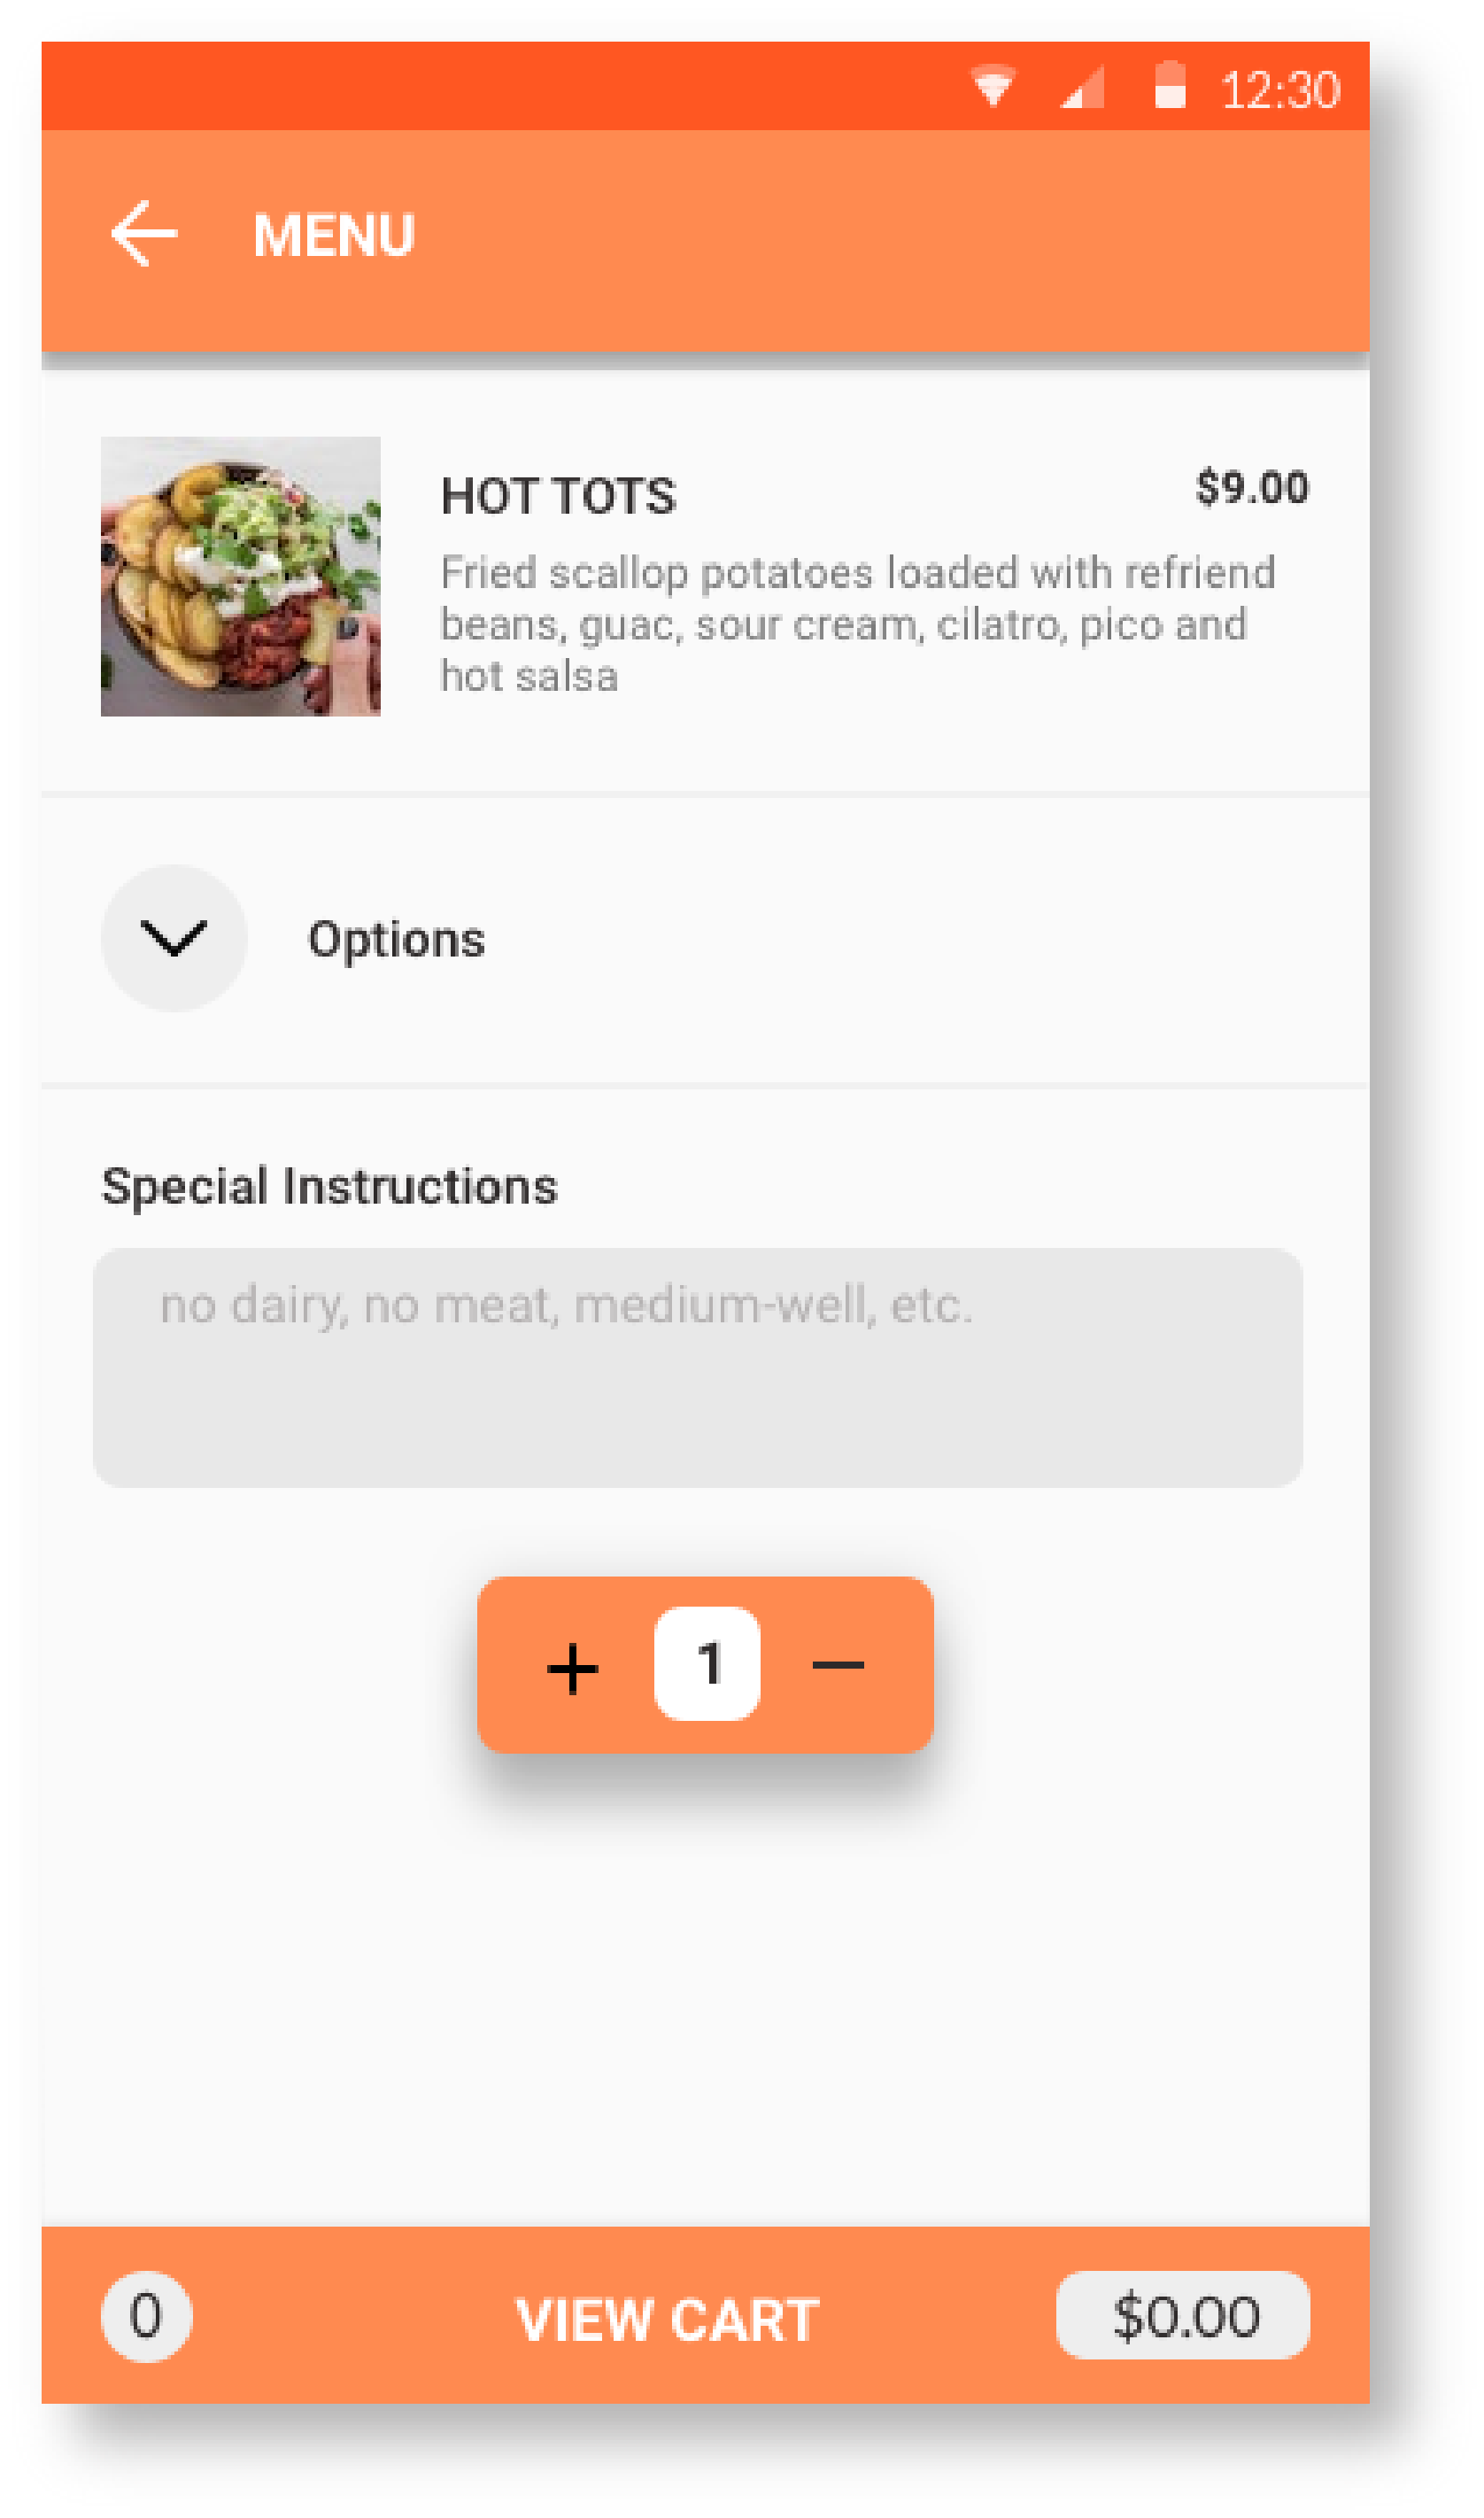 12:30
MENU
HOT TOTS
$9.00
Fried scallop potatoes loaded with refriend
beans, guac, sour cream, cilatro, pico and
hot salsa
Options
Special Instructions
no dairy, no meat, medium-well, etc.
+ 1 —
0 VIEW CART $0.00